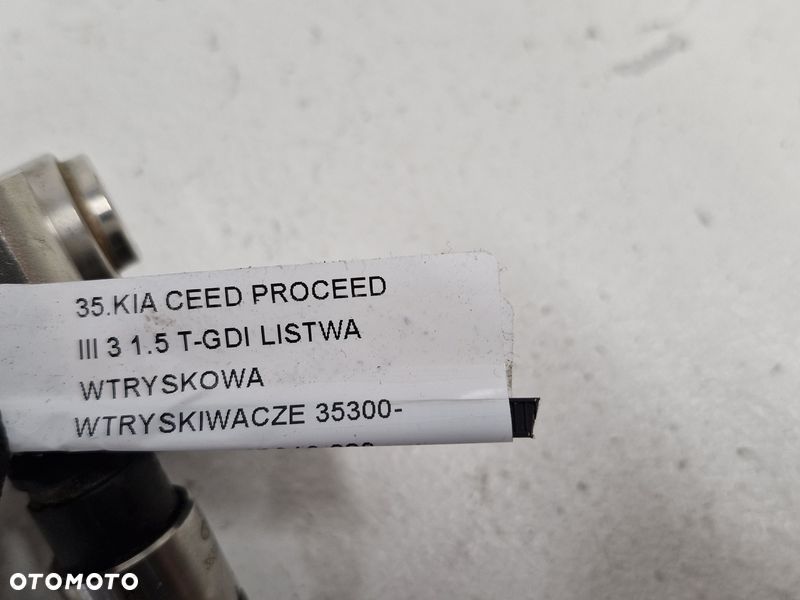 35.KIA CEED PROCEED
III 3 1.5 T-GDI LISTWA
WTRYSKOWA
WTRYSKIWACZE 35300-
OTOMOTO